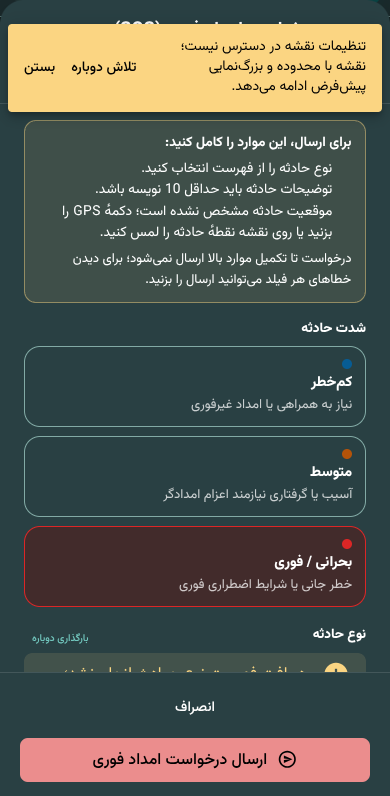 تنظیمات نقشه در دسترس نیست؛
نقشه با محدوده و بزرگ‌نمایی
پیش‌فرض ادامه می‌دهد.
تلاش دوباره
بستن
برای ارسال، این موارد را کامل کنید:
نوع حادثه را از فهرست انتخاب کنید.
توضیحات حادثه باید حداقل 10 نویسه باشد.
موقعیت حادثه مشخص نشده است؛ دکمهٔ GPS را
بزنید یا روی نقشه نقطهٔ حادثه را لمس کنید.
درخواست تا تکمیل موارد بالا ارسال نمی‌شود؛ برای دیدن
خطاهای هر فیلد می‌توانید ارسال را بزنید.
شدت حادثه
کم‌خطر
نیاز به همراهی یا امداد غیرفوری
متوسط
آسیب یا گرفتاری نیازمند اعزام امدادگر
بحرانی / فوری
خطر جانی یا شرایط اضطراری فوری
نوع حادثه
بارگذاری دوباره
انصراف
ارسال درخواست امداد فوری